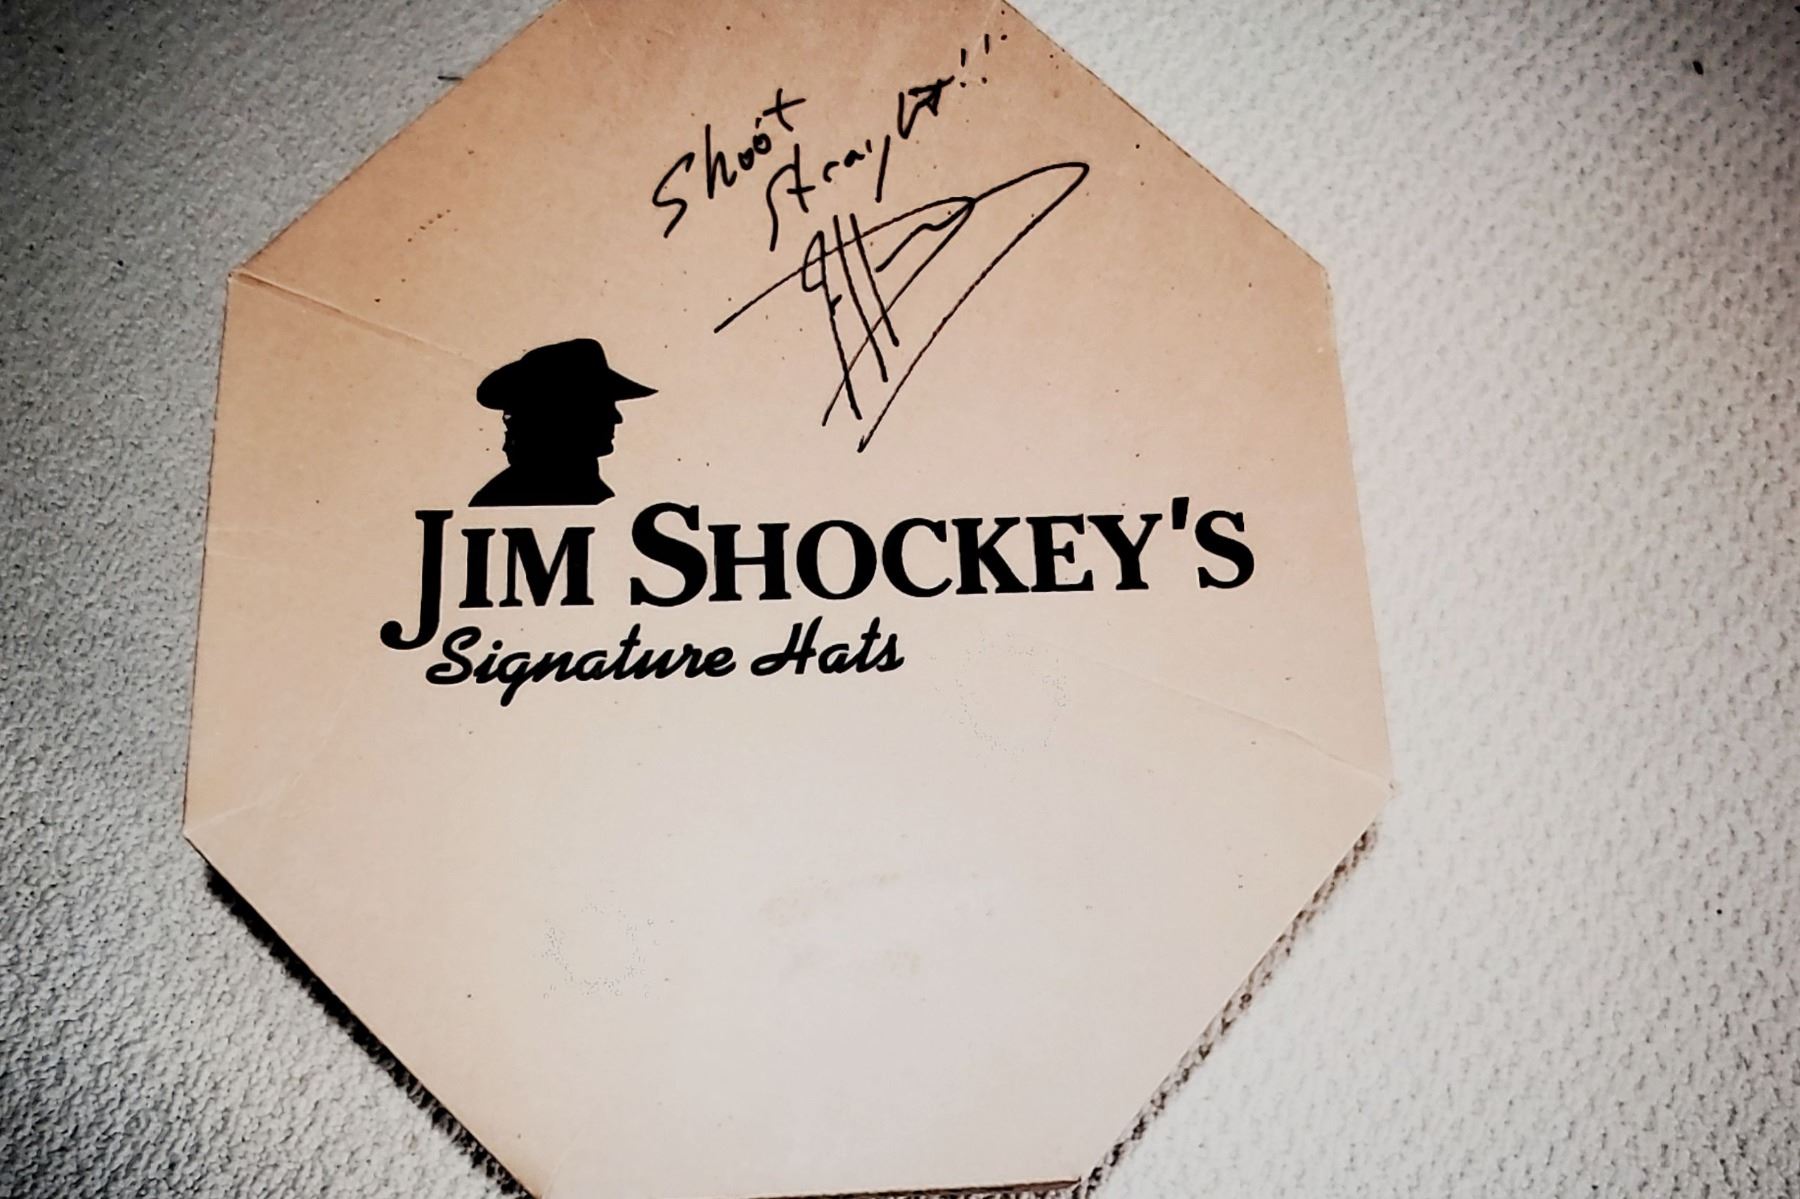 Shoot
straight!!
JIM SHOCKEY'S
Signature Hats